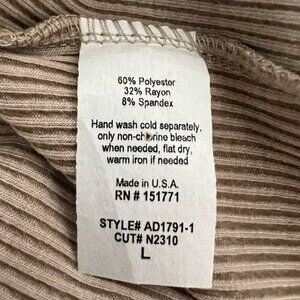 60% Polyester
32% Rayon
8% Spandex
Hand wash cold separately,
only non-chlorine bleach
when needed, flat dry,
warm iron if needed
Made in U.S.A.
RN # 151771
STYLE# AD1791-1
CUT# N2310
L